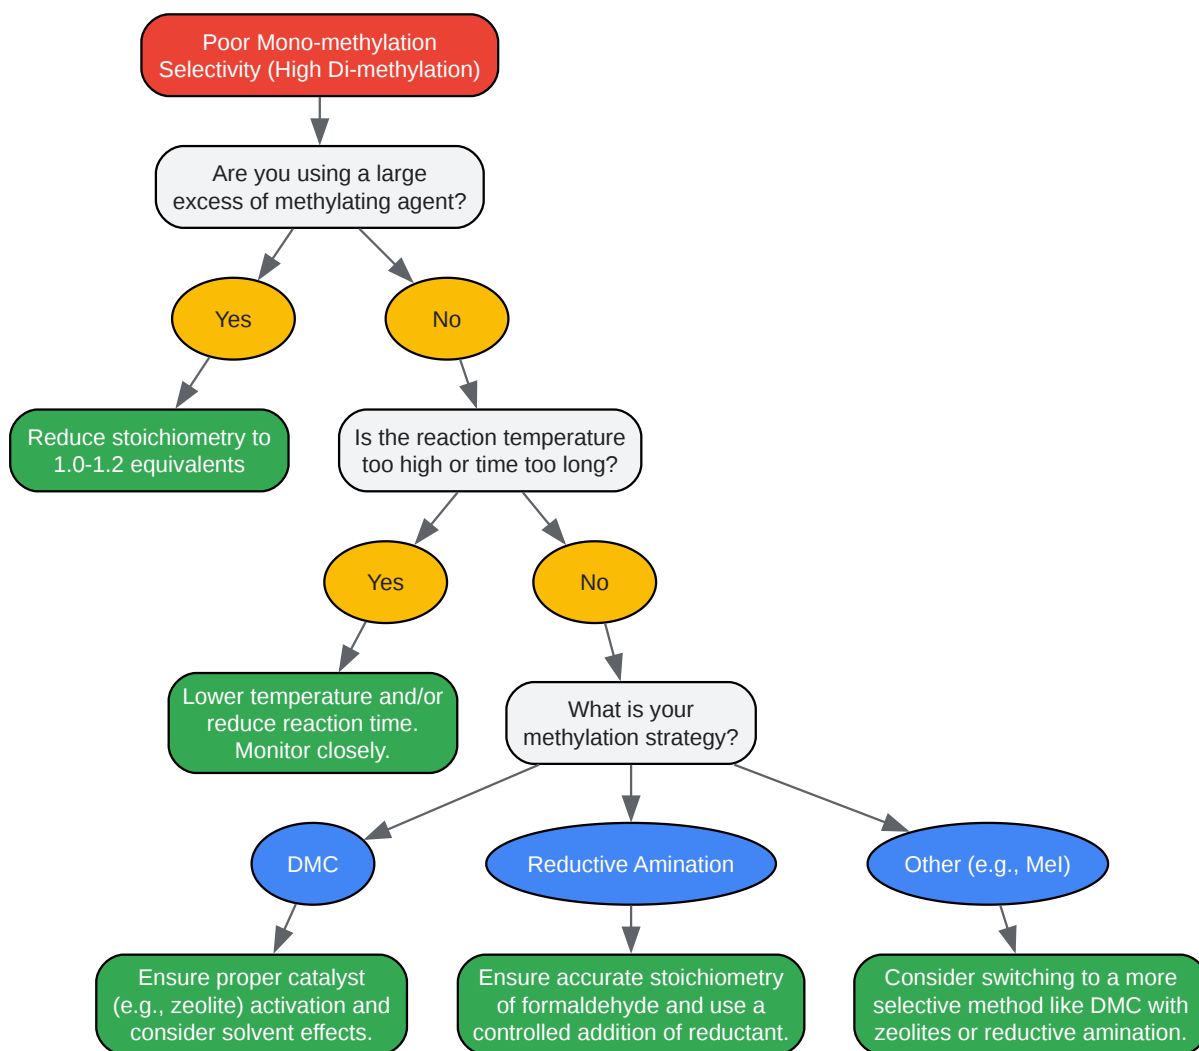 Poor Mono-methylation
Selectivity (High Di-methylation)
Are you using a large
excess of methylating agent?
Yes
No
Reduce stoichiometry to
1.0-1.2 equivalents
Is the reaction temperature
too high or time too long?
Yes
No
Lower temperature and/or
reduce reaction time.
Monitor closely.
What is your
methylation strategy?
DMC
Reductive Amination
Other (e.g., MeI)
Ensure proper catalyst
(e.g., zeolite) activation and
consider solvent effects.
Ensure accurate stoichiometry
of formaldehyde and use a
controlled addition of reductant.
Consider switching to a more
selective method like DMC with
zeolites or reductive amination.